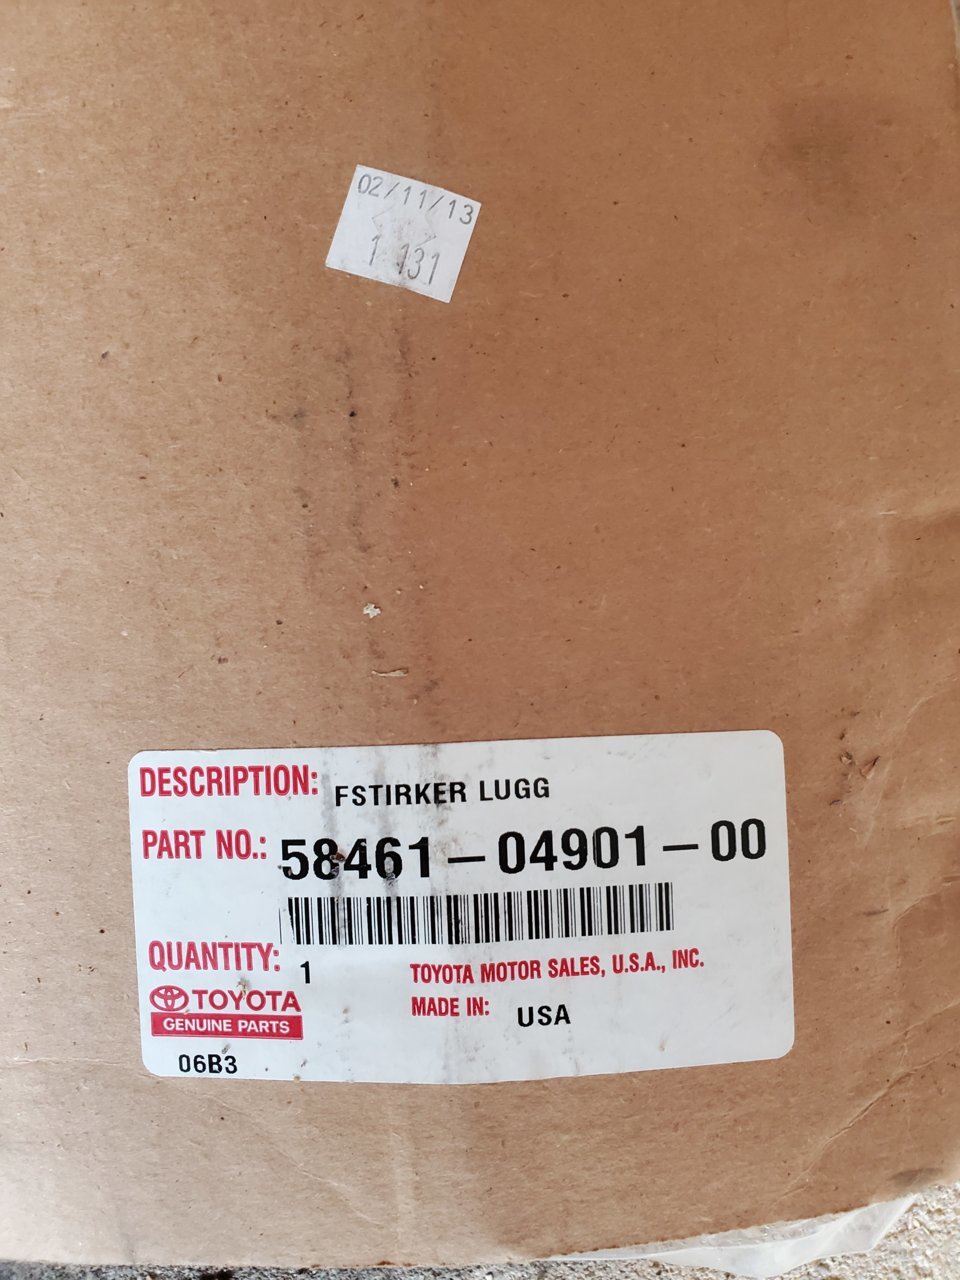 02/11/13
1 131
DESCRIPTION: FSTIRKER LUGG
PART NO.: 58461-04901-00
QUANTITY: 1
TOYOTA MOTOR SALES, U.S.A., INC.
TOYOTA
MADE IN: USA
GENUINE PARTS
06B3